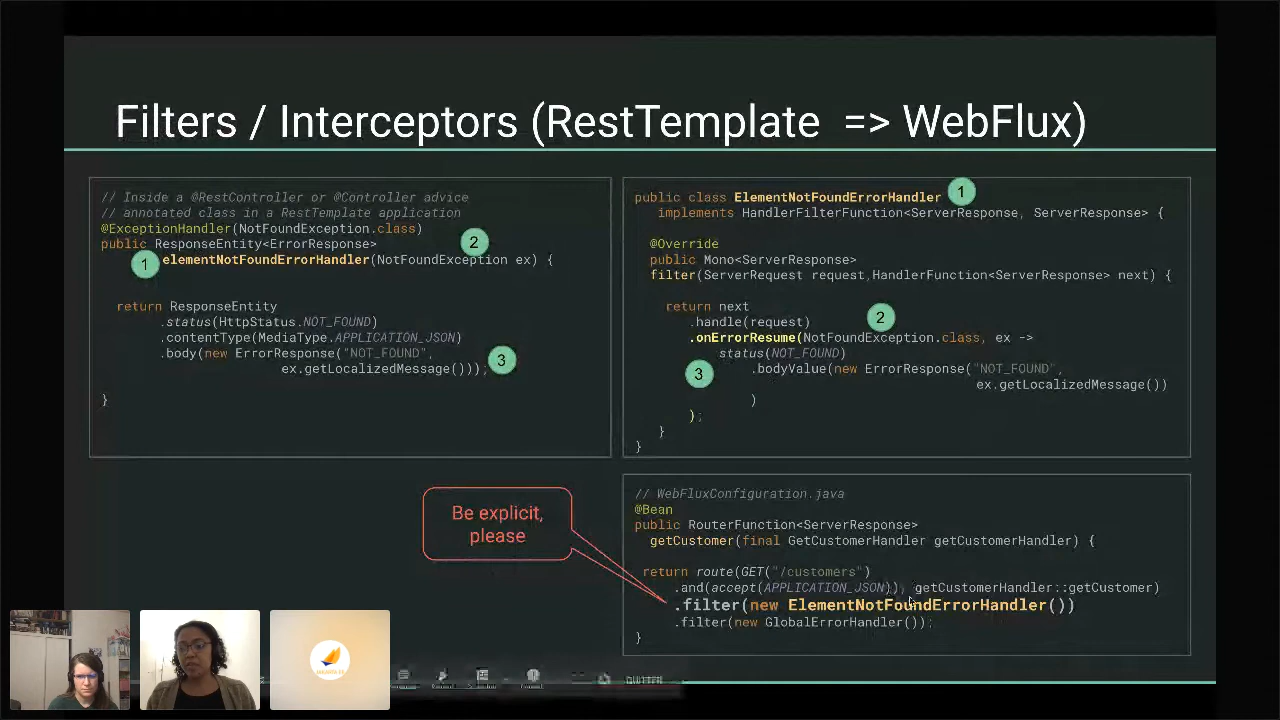 Filters / Interceptors (RestTemplate => WebFlux)
// Inside a @RestController or @Controller advice
// annotated class in a RestTemplate application
@ExceptionHandler(NotFoundException.class)
public ResponseEntity<ErrorResponse>
2
1
elementNotFoundErrorHandler(NotFoundException ex) {
return ResponseEntity
.status(HttpStatus.NOT_FOUND)
.contentType(MediaType.APPLICATION_JSON)
.body(new ErrorResponse("NOT_FOUND",
3
ex.getLocalizedMessage()));
}
public class ElementNotFoundErrorHandler
1
implements HandlerFilterFunction<ServerResponse, ServerResponse> {
@Override
public Mono<ServerResponse>
filter(ServerRequest request,HandlerFunction<ServerResponse> next) {
return next
.handle(request)
2
.onErrorResume(NotFoundException.class, ex ->
status(NOT_FOUND)
3
.bodyValue(new ErrorResponse("NOT_FOUND",
ex.getLocalizedMessage())
)
);
}
}
Be explicit,
please
// WebFluxConfiguration.java
@Bean
public RouterFunction<ServerResponse>
getCustomer(final GetCustomerHandler getCustomerHandler) {
return route(GET("/customers")
.and(accept(APPLICATION_JSON)), getCustomerHandler::getCustomer)
.filter(new ElementNotFoundErrorHandler())
.filter(new GlobalErrorHandler());
}